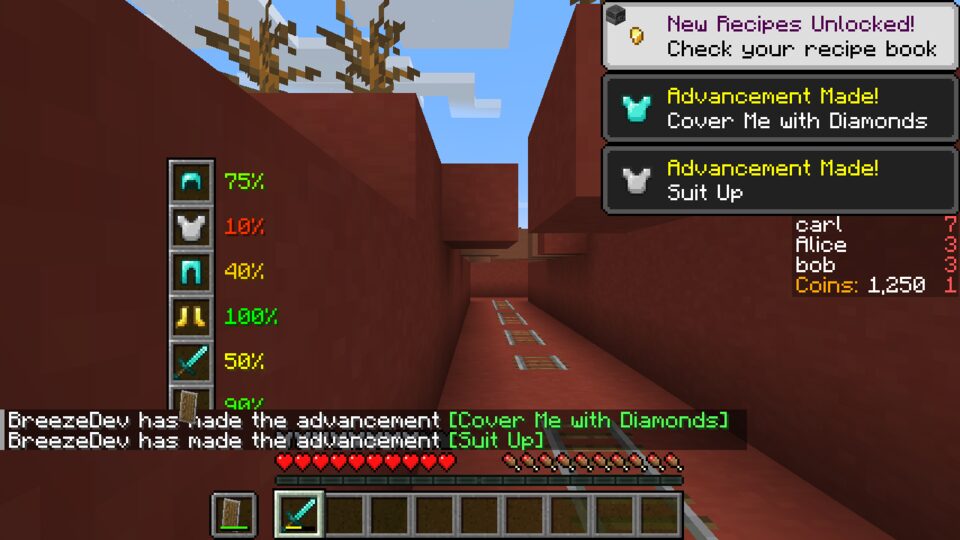 New Recipes Unlocked!
Check your recipe book
Advancement Made!
Cover Me with Diamonds
Advancement Made!
Suit Up
carl 7
Alice 3
bob 3
Coins: 1,250 1
75%
10%
40%
100%
50%
90%
BreezeDev has made the advancement [Cover Me with Diamonds]
BreezeDev has made the advancement [Suit Up]